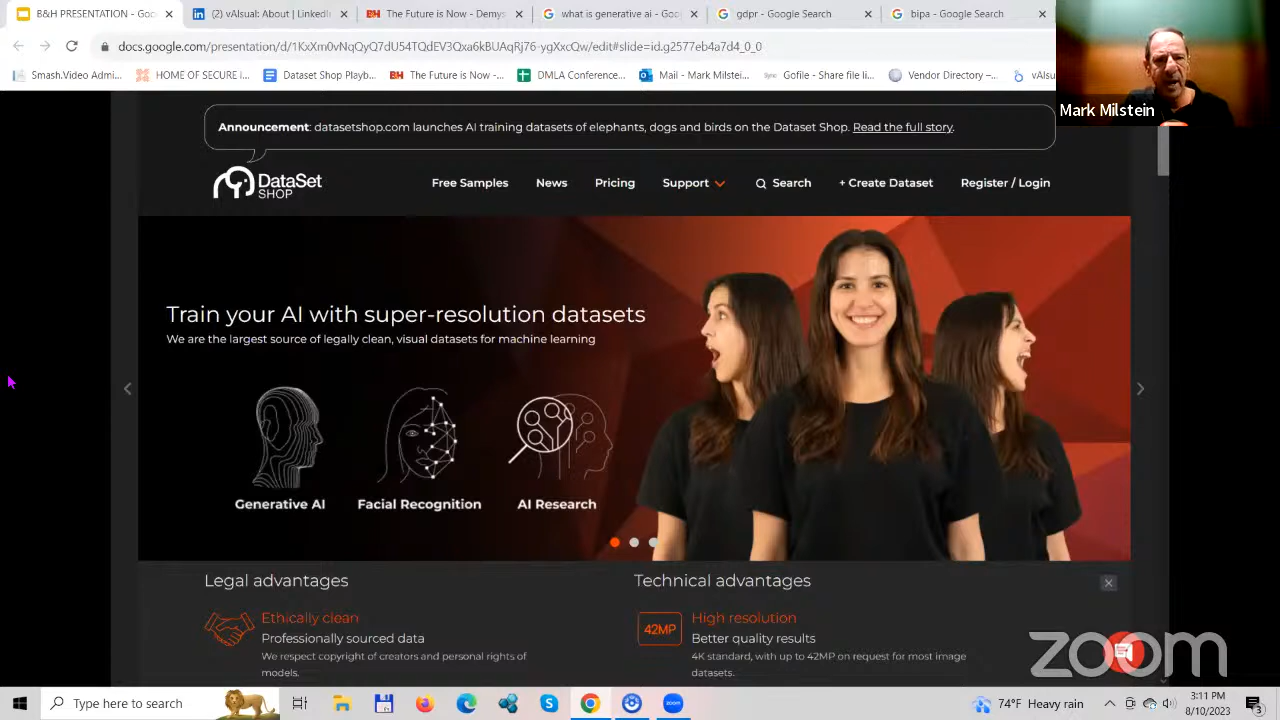 B&H PRESENTATION - Goo
(2) vAIsual: About | LinkedI
The Future is Now - Demys
what is generative ai - Goo
gdpr - Google Search
bipa - Google Search
docs.google.com/presentation/d/
edit#slide=id.g2577eb4a7d4_0_0
Smash.Video Admi...
HOME OF SECURE i...
Dataset Shop Playb...
The Future is Now -...
DMLA Conference...
Mail - Mark Milstei...
Gofile - Share file li...
Vendor Directory –...
Mark Milstein
Announcement: datasetshop.com launches AI training datasets of elephants, dogs and birds on the Dataset Shop. Read the full story.
DataSet
SHOP
Free Samples
News
Pricing
Support
Search
+ Create Dataset
Register / Login
Train your AI with super-resolution datasets
We are the largest source of legally clean, visual datasets for machine learning
Generative AI
Facial Recognition
AI Research
Legal advantages
Technical advantages
Ethically clean
Professionally sourced data
We respect copyright of creators and personal rights of
models.
42MP
High resolution
Better quality results
4K standard, with up to 42MP on request for most image
datasets.
zoom
Type here to search
zoom
74°F Heavy rain
3:11 PM
8/10/2023
3